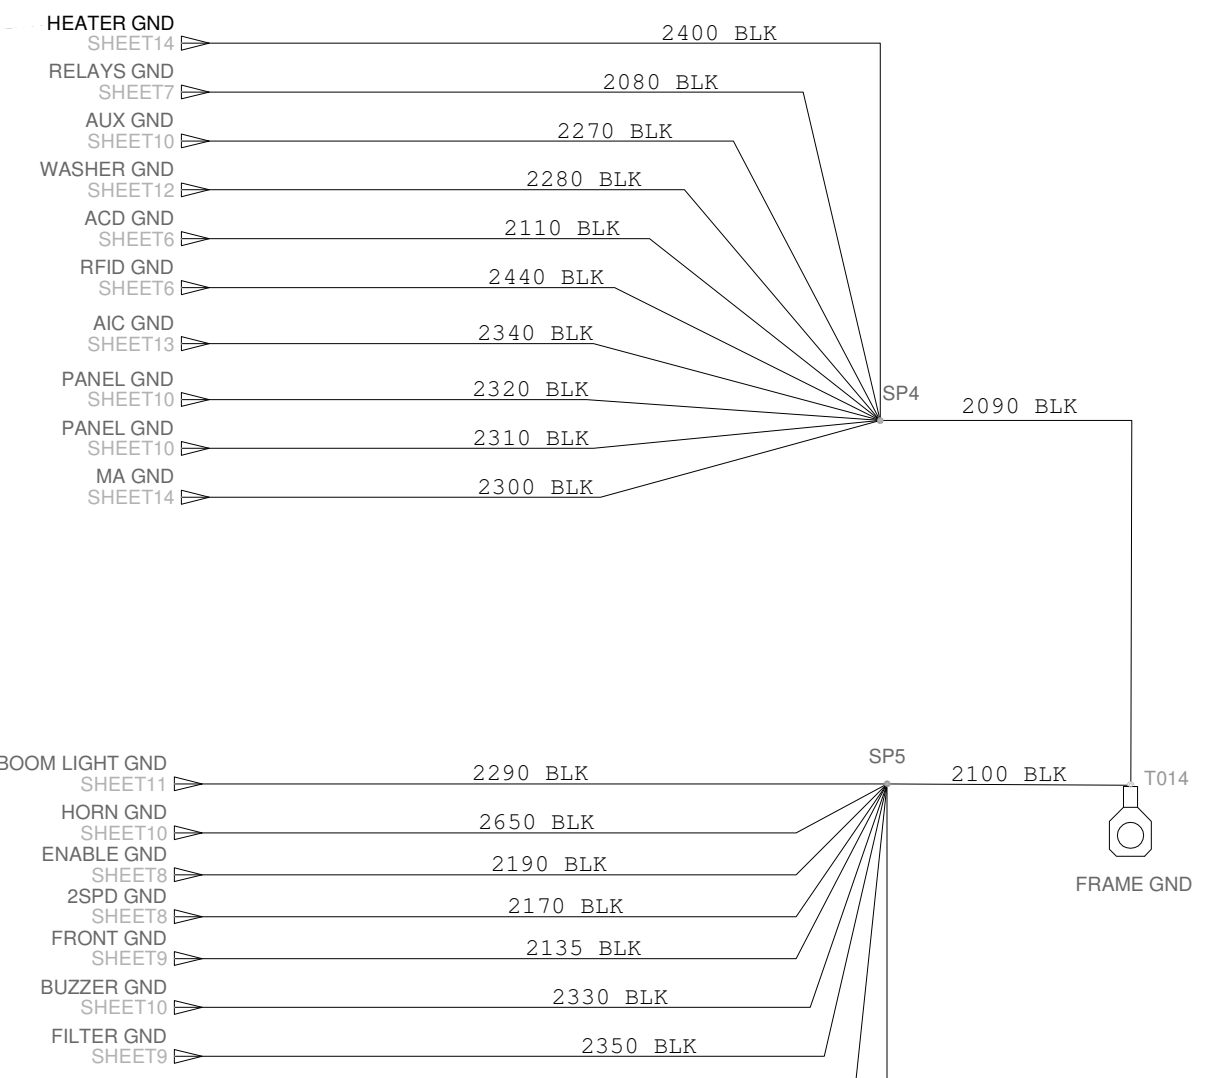 HEATER GND
SHEET14
2400 BLK
RELAYS GND
SHEET7
2080 BLK
AUX GND
SHEET10
2270 BLK
WASHER GND
SHEET12
2280 BLK
ACD GND
SHEET6
2110 BLK
RFID GND
SHEET6
2440 BLK
AIC GND
SHEET13
2340 BLK
PANEL GND
SHEET10
2320 BLK
SP4
2090 BLK
PANEL GND
SHEET10
2310 BLK
MA GND
SHEET14
2300 BLK
BOOM LIGHT GND
SHEET11
2290 BLK
SP5
2100 BLK
T014
HORN GND
SHEET10
2650 BLK
ENABLE GND
SHEET8
2190 BLK
FRAME GND
2SPD GND
SHEET8
2170 BLK
FRONT GND
SHEET9
2135 BLK
BUZZER GND
SHEET10
2330 BLK
FILTER GND
SHEET9
2350 BLK